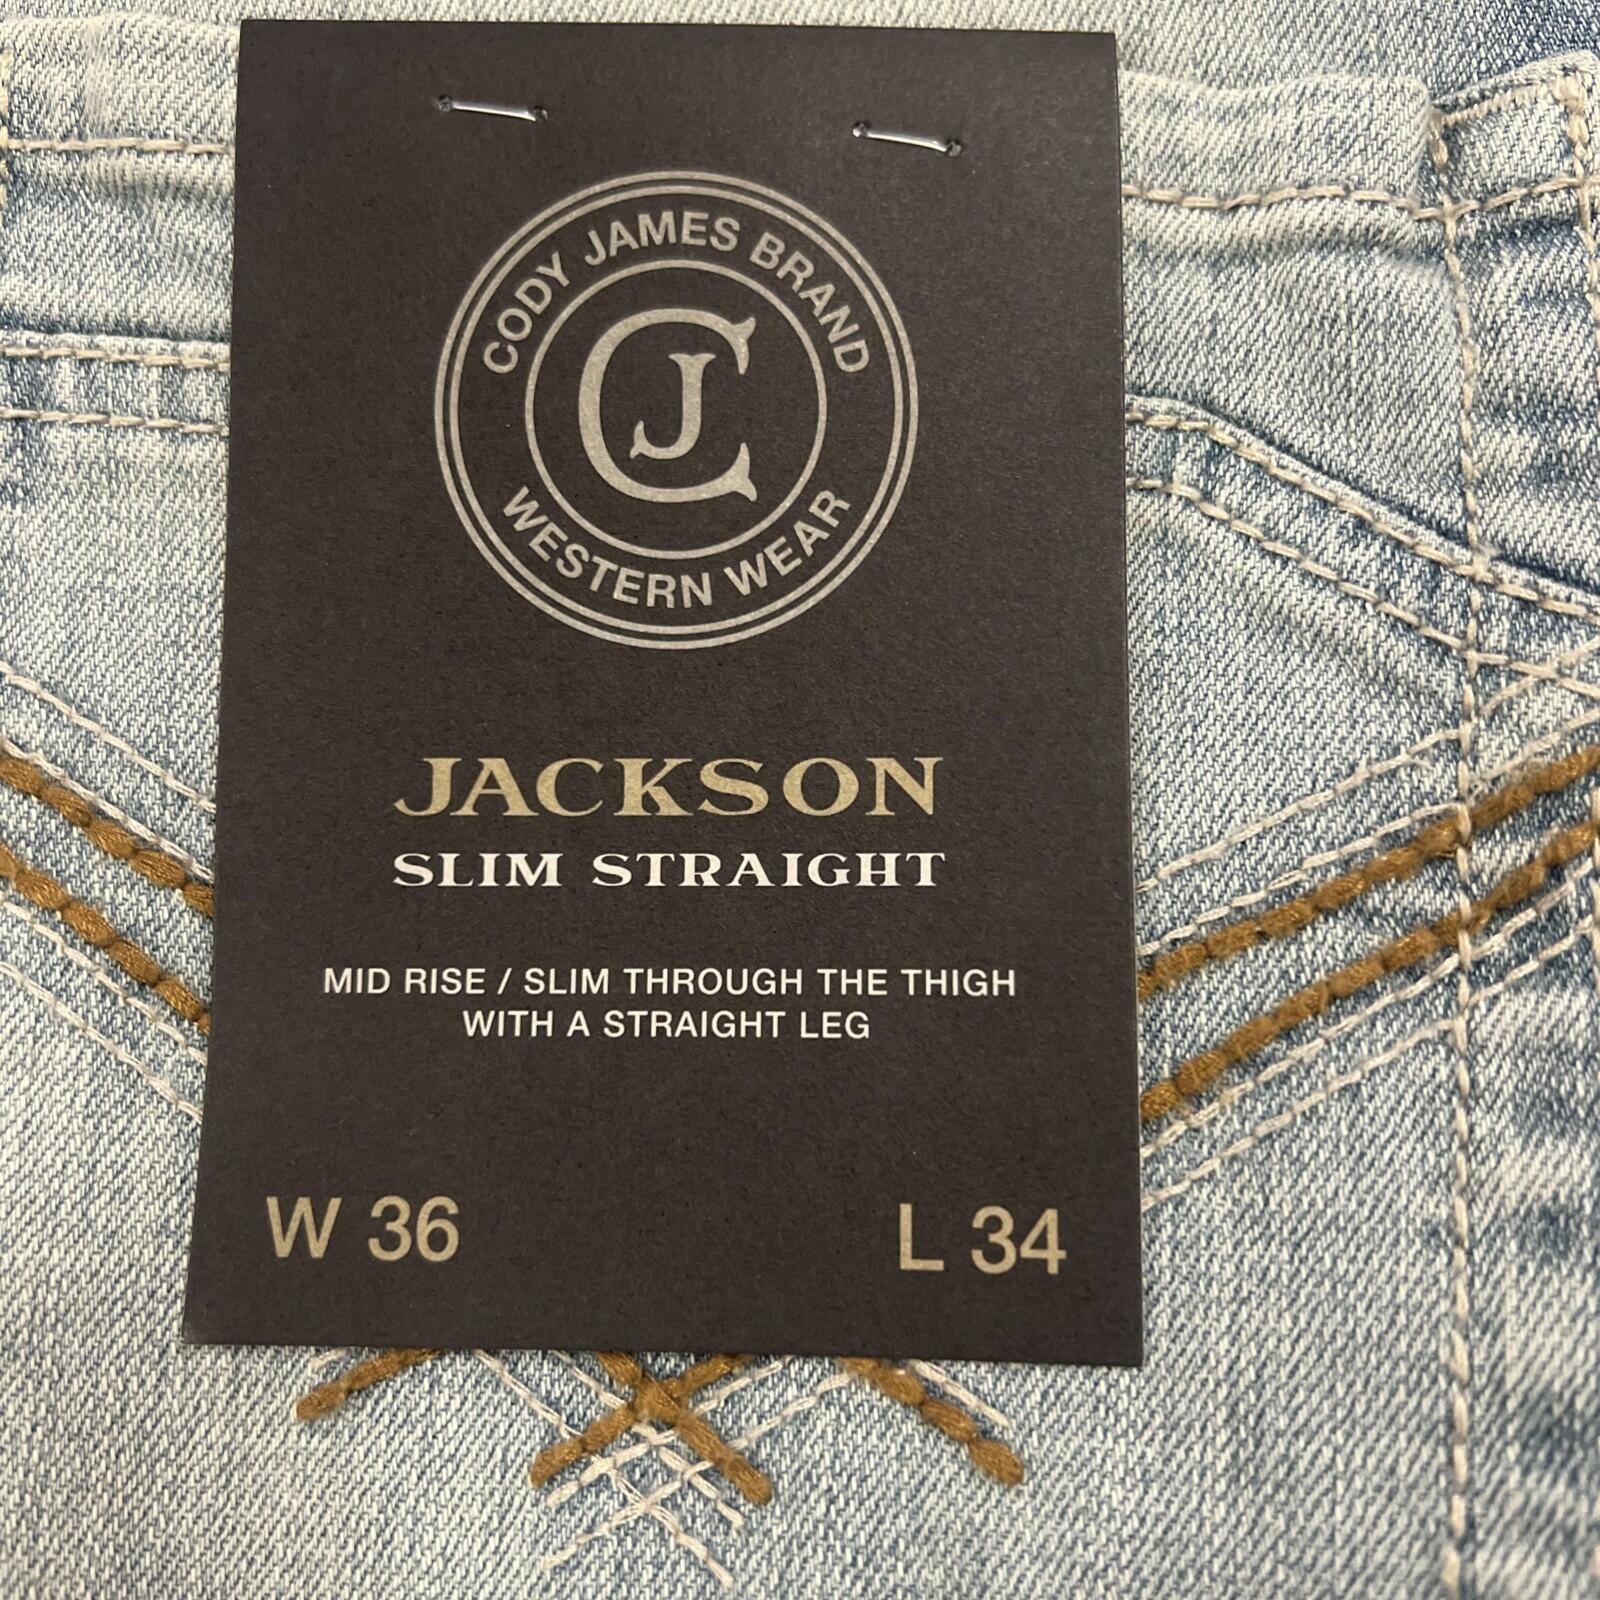 CODY JAMES BRAND
CJ
WESTERN WEAR
JACKSON
SLIM STRAIGHT
MID RISE / SLIM THROUGH THE THIGH
WITH A STRAIGHT LEG
W 36 L 34